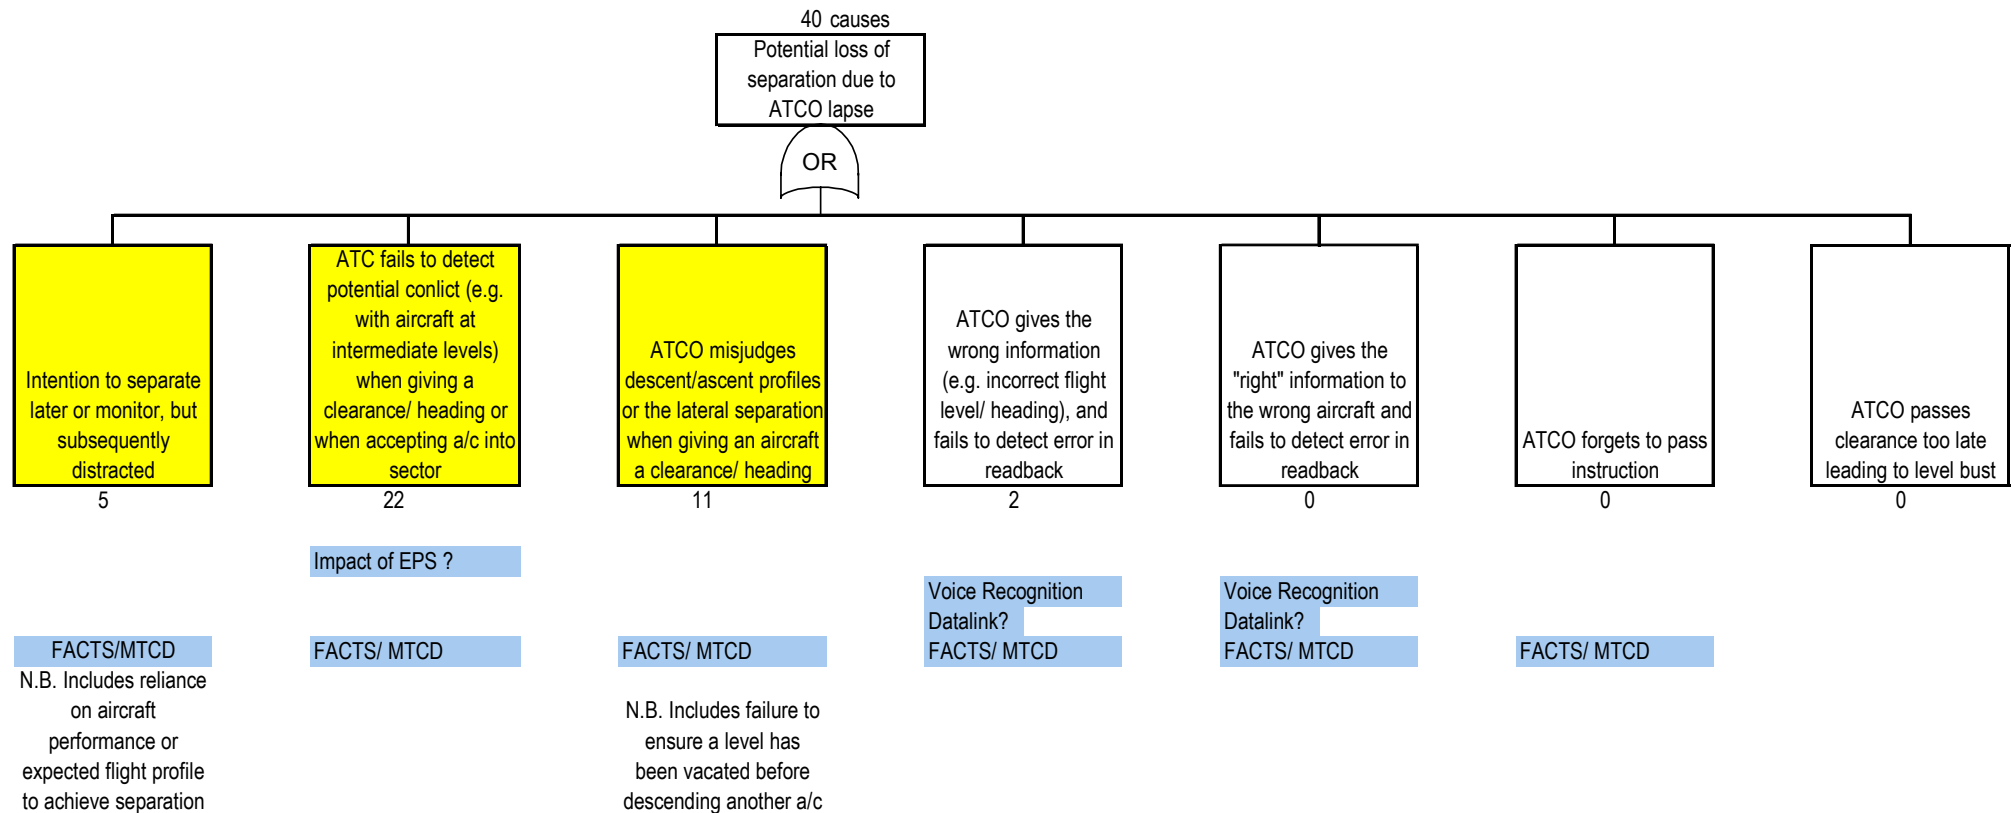 40 causes
Potential loss of
separation due to
ATCO lapse
OR
Intention to separate
later or monitor, but
subsequently
distracted
5
ATC fails to detect
potential conlict (e.g.
with aircraft at
intermediate levels)
when giving a
clearance/ heading or
when accepting a/c into
sector
22
ATCO misjudges
descent/ascent profiles
or the lateral separation
when giving an aircraft
a clearance/ heading
11
ATCO gives the
wrong information
(e.g. incorrect flight
level/ heading), and
fails to detect error in
readback
2
ATCO gives the
"right" information to
the wrong aircraft and
fails to detect error in
readback
0
ATCO forgets to pass
instruction
0
ATCO passes
clearance too late
leading to level bust
0
Impact of EPS ?
Voice Recognition
Datalink?
Voice Recognition
Datalink?
FACTS/MTCD
FACTS/ MTCD
FACTS/ MTCD
FACTS/ MTCD
FACTS/ MTCD
FACTS/ MTCD
N.B. Includes reliance
on aircraft
performance or
expected flight profile
to achieve separation
N.B. Includes failure to
ensure a level has
been vacated before
descending another a/c